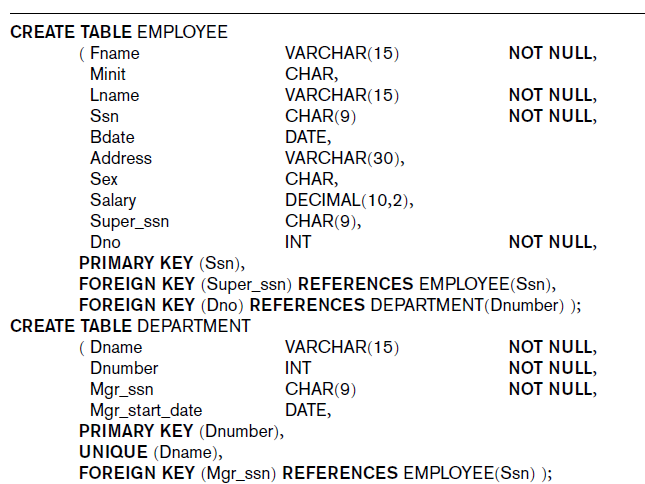 CREATE TABLE EMPLOYEE
( Fname VARCHAR(15) NOT NULL,
Minit CHAR,
Lname VARCHAR(15) NOT NULL,
Ssn CHAR(9) NOT NULL,
Bdate DATE,
Address VARCHAR(30),
Sex CHAR,
Salary DECIMAL(10,2),
Super_ssn CHAR(9),
Dno INT NOT NULL,
PRIMARY KEY (Ssn),
FOREIGN KEY (Super_ssn) REFERENCES EMPLOYEE(Ssn),
FOREIGN KEY (Dno) REFERENCES DEPARTMENT(Dnumber) );
CREATE TABLE DEPARTMENT
( Dname VARCHAR(15) NOT NULL,
Dnumber INT NOT NULL,
Mgr_ssn CHAR(9) NOT NULL,
Mgr_start_date DATE,
PRIMARY KEY (Dnumber),
UNIQUE (Dname),
FOREIGN KEY (Mgr_ssn) REFERENCES EMPLOYEE(Ssn) );